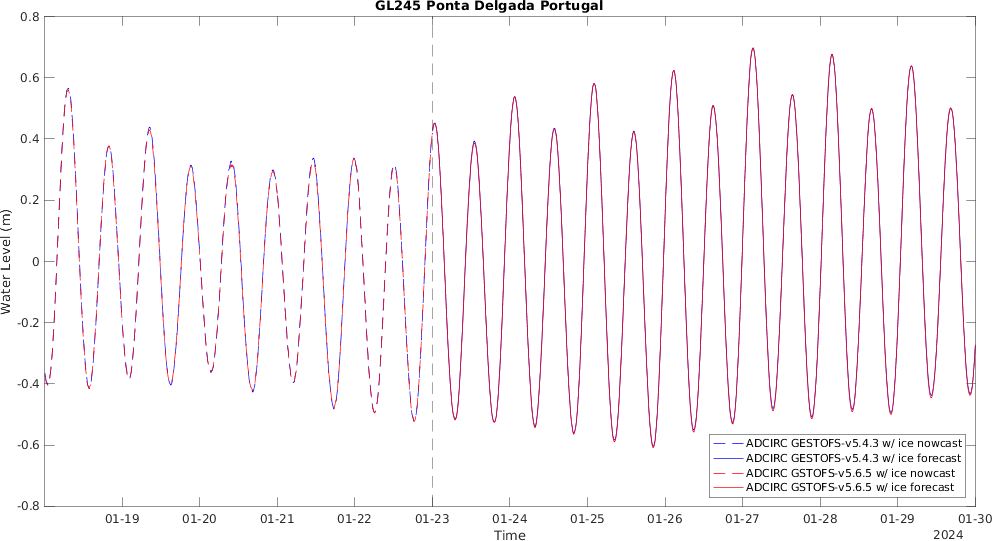 GL245 Ponta Delgada Portugal
Water Level (m)
0.8
0.6
0.4
0.2
0
-0.2
-0.4
-0.6
-0.8
ADCIRC GESTOFS-v5.4.3 w/ ice nowcast
ADCIRC GESTOFS-v5.4.3 w/ ice forecast
ADCIRC GSTOFS-v5.6.5 w/ ice nowcast
ADCIRC GSTOFS-v5.6.5 w/ ice forecast
01-19 01-20 01-21 01-22 01-23 01-24 01-25 01-26 01-27 01-28 01-29 01-30
Time
2024